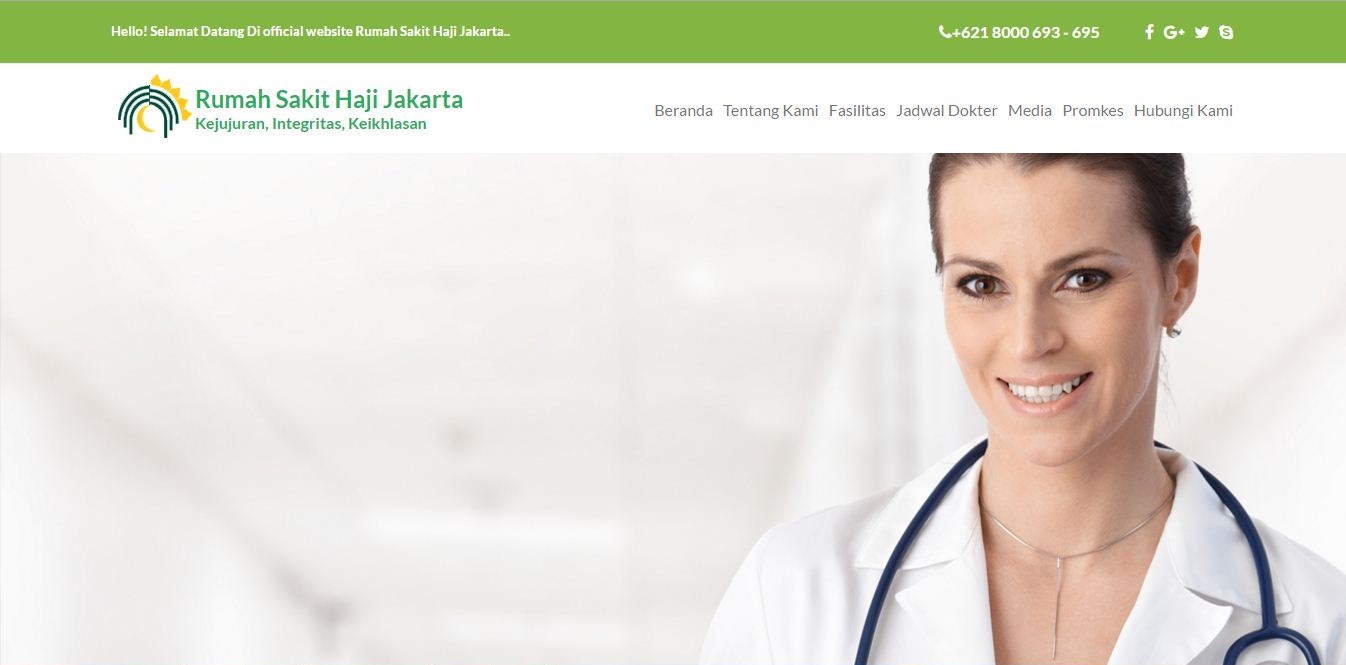 Hello! Selamat Datang Di official website Rumah Sakit Haji Jakarta..
+621 8000 693 - 695
Rumah Sakit Haji Jakarta
Kejujuran, Integritas, Keikhlasan
Beranda Tentang Kami Fasilitas Jadwal Dokter Media Promkes Hubungi Kami